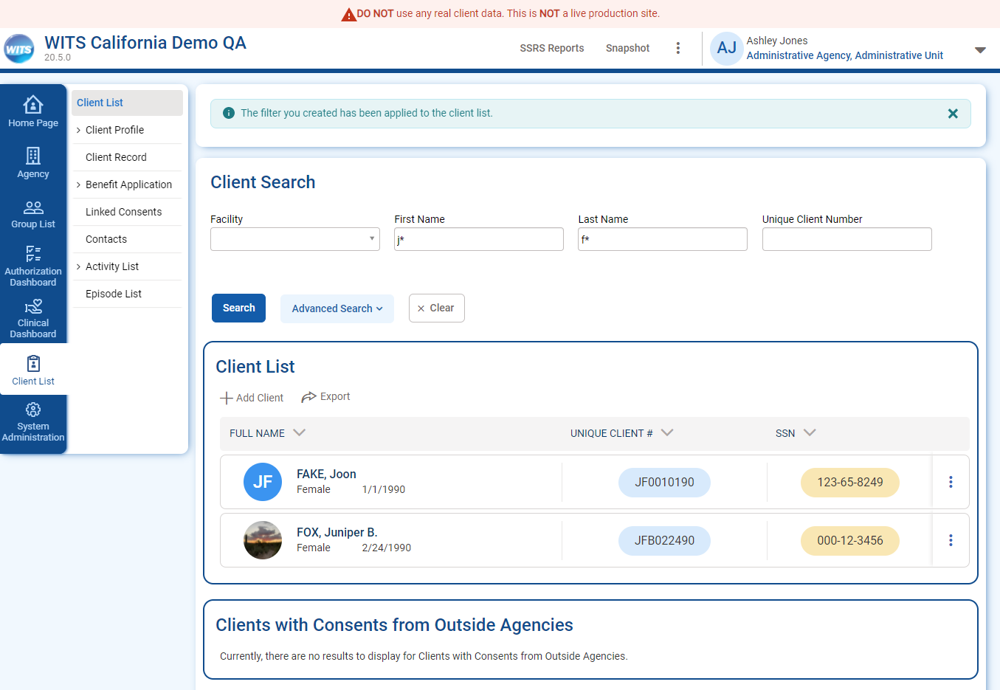 DO NOT use any real client data. This is NOT a live production site.
WITS
WITS California Demo QA
20.5.0
SSRS Reports
Snapshot
AJ
Ashley Jones
Administrative Agency, Administrative Unit
Home Page
Agency
Group List
Authorization
Dashboard
Clinical
Dashboard
Client List
System
Administration
Client List
Client Profile
Client Record
Benefit Application
Linked Consents
Contacts
Activity List
Episode List
The filter you created has been applied to the client list.
Client Search
Facility
First Name
j*
Last Name
f*
Unique Client Number
Search
Advanced Search
Clear
Client List
Add Client
Export
FULL NAME
UNIQUE CLIENT #
SSN
JF
FAKE, Joon
Female 1/1/1990
JF0010190
123-65-8249
FOX, Juniper B.
Female 2/24/1990
JFB022490
000-12-3456
Clients with Consents from Outside Agencies
Currently, there are no results to display for Clients with Consents from Outside Agencies.